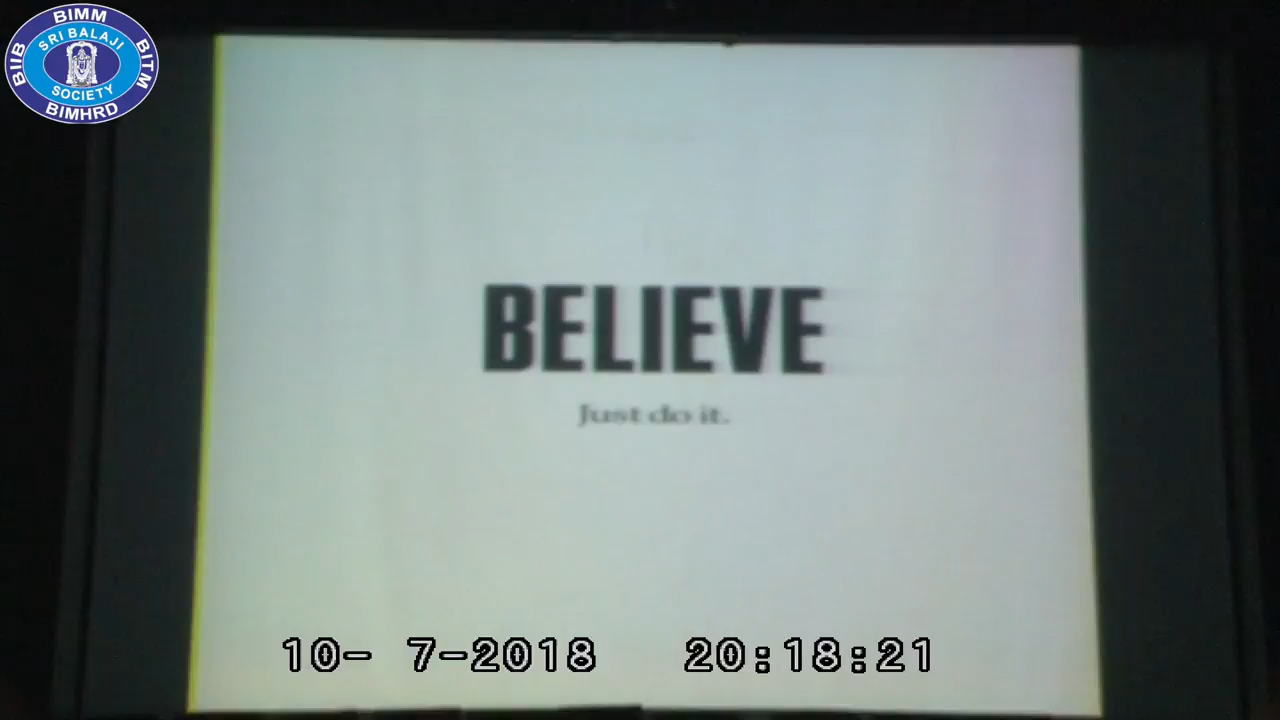 BIMM
SRI BALAJI
BIIB
BITM
SOCIETY
BIMHRD
BELIEVE
Just do it.
10- 7-2018 20:18:21